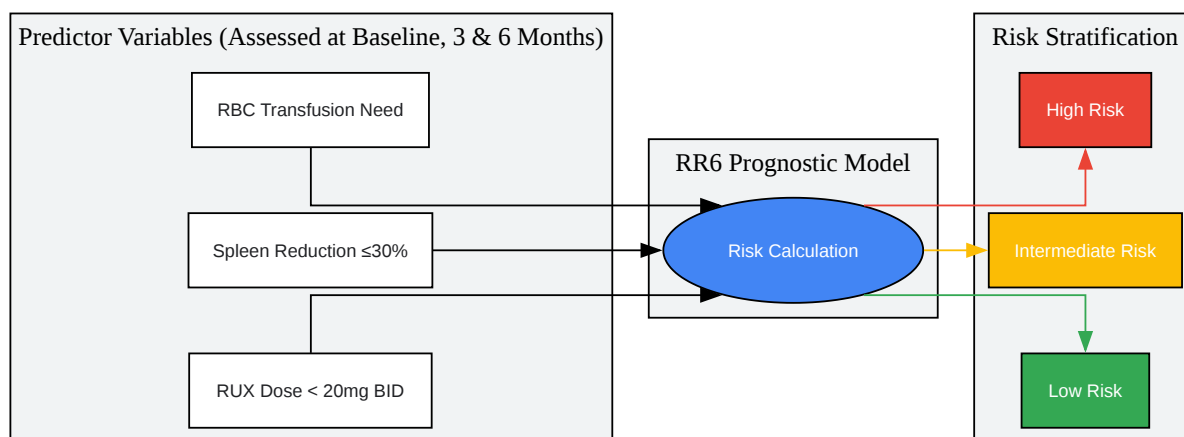 Predictor Variables (Assessed at Baseline, 3 & 6 Months)
RBC Transfusion Need
Spleen Reduction ≤30%
RUX Dose < 20mg BID
RR6 Prognostic Model
Risk Calculation
Risk Stratification
High Risk
Intermediate Risk
Low Risk